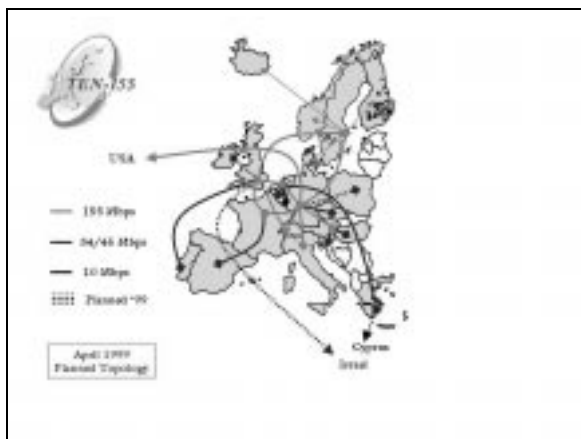 TEN-155
USA
155 Mbps
34/45 Mbps
10 Mbps
Planned '99
Cyprus
Israel
April 1999
Planned Topology